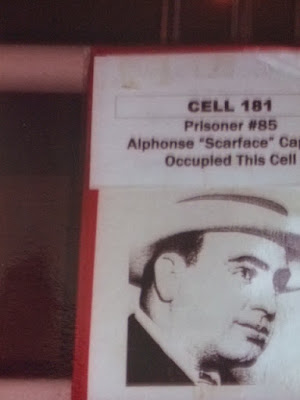 CELL 181
Prisoner #85
Alphonse "Scarface" Cap
Occupied This Cell